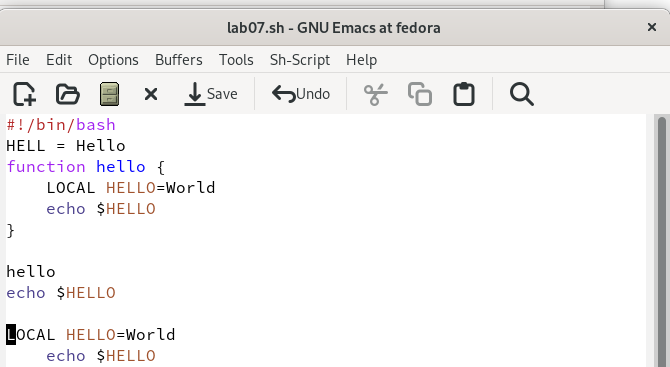 lab07.sh - GNU Emacs at fedora
File Edit Options Buffers Tools Sh-Script Help
Save Undo
#!/bin/bash
HELL = Hello
function hello {
    LOCAL HELLO=World
    echo $HELLO
}
hello
echo $HELLO
LOCAL HELLO=World
    echo $HELLO